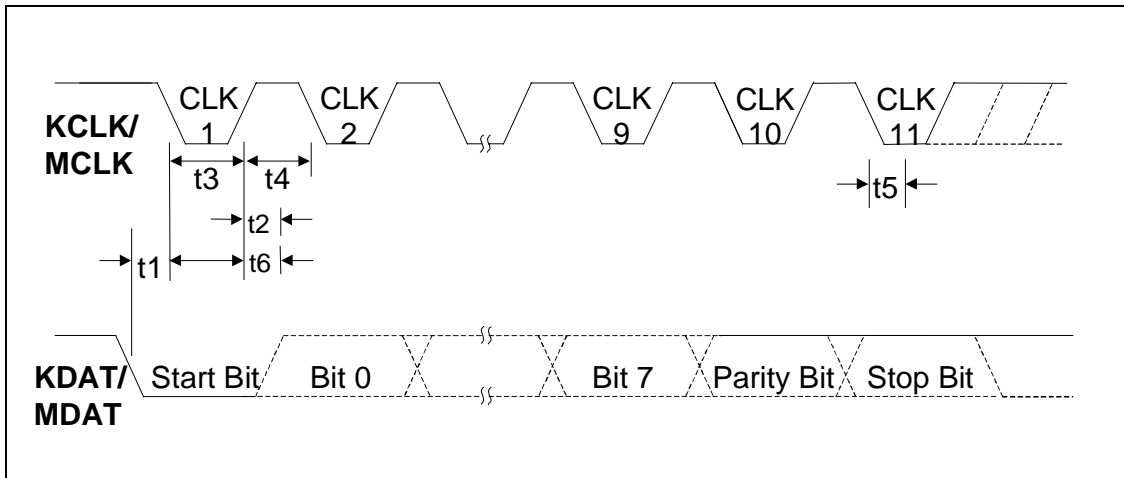 KCLK/
MCLK
CLK
1
CLK
2
CLK
9
CLK
10
CLK
11
t3
t4
t5
t2
t1
t6
KDAT/
MDAT
Start Bit
Bit 0
Bit 7
Parity Bit
Stop Bit